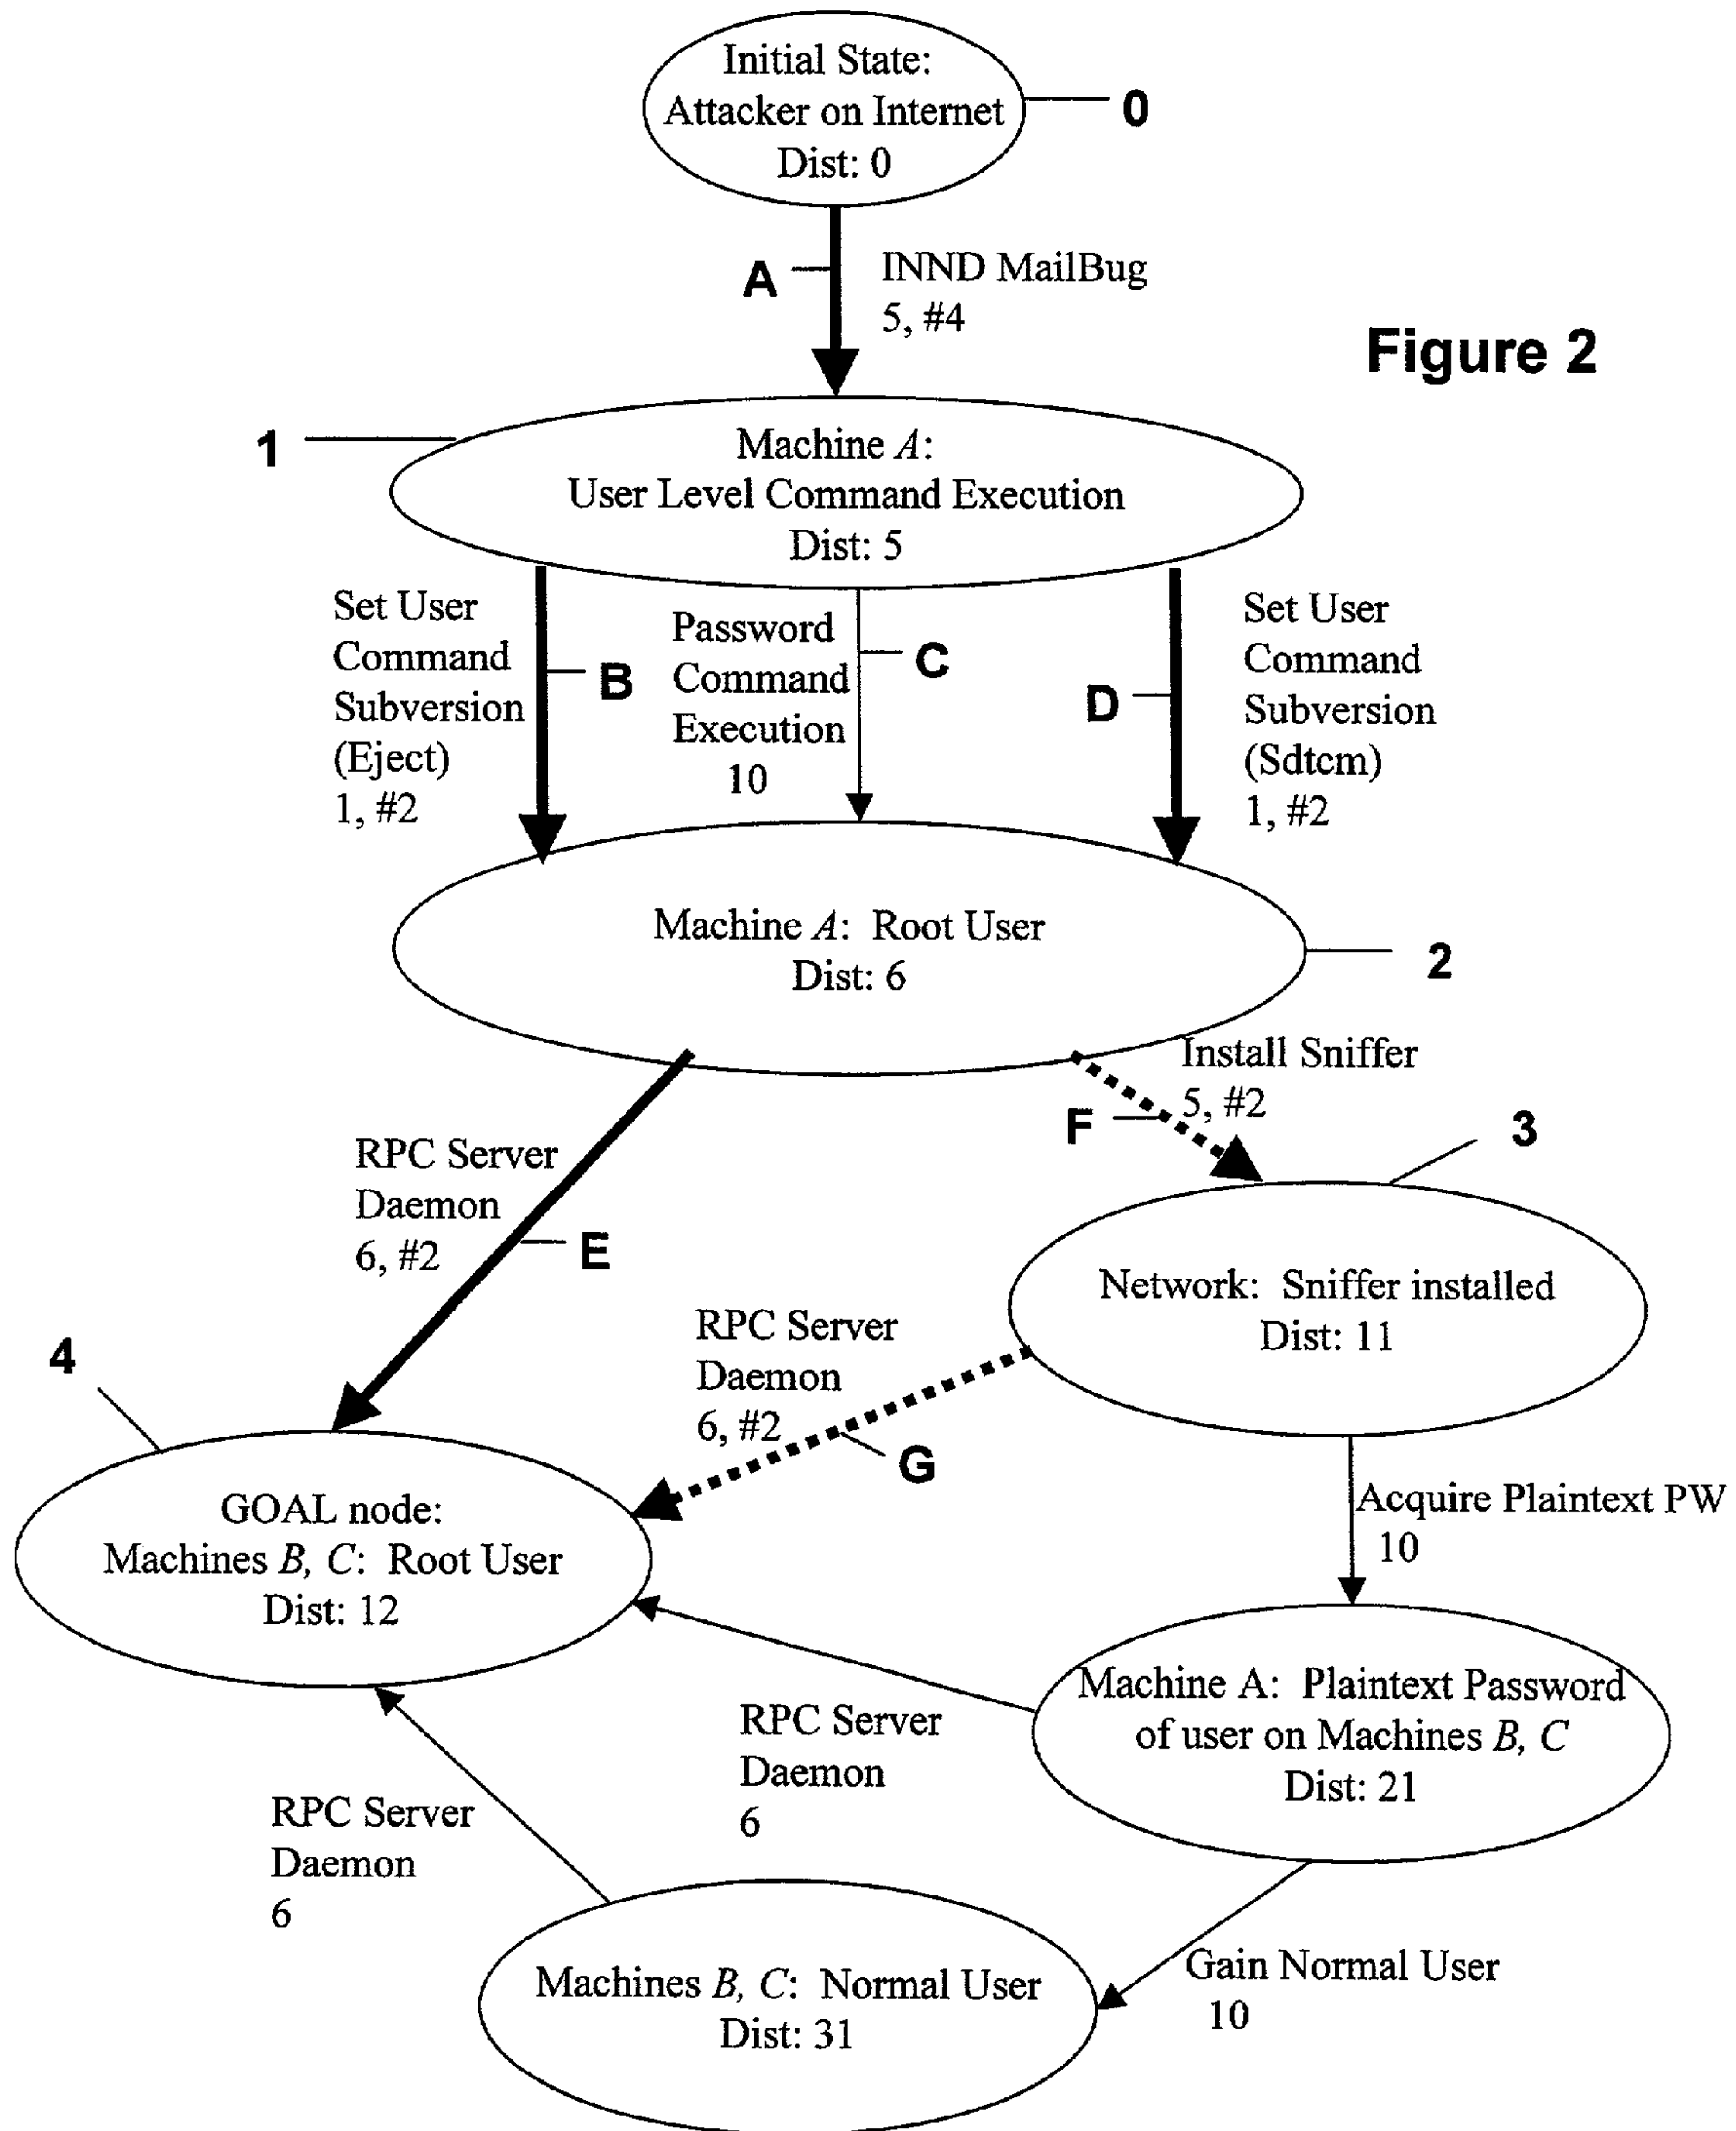 Initial State:
Attacker on Internet
Dist: 0
0
A
INND MailBug
5, #4
Figure 2
1
Machine A:
User Level Command Execution
Dist: 5
Set User
Command
Subversion
(Eject)
1, #2
B
Password
Command
Execution
10
C
D
Set User
Command
Subversion
(Sdtcm)
1, #2
Machine A: Root User
Dist: 6
2
Install Sniffer
5, #2
F
3
RPC Server
Daemon
6, #2
E
Network: Sniffer installed
Dist: 11
4
RPC Server
Daemon
6, #2
G
GOAL node:
Machines B, C: Root User
Dist: 12
Acquire Plaintext PW
10
Machine A: Plaintext Password
of user on Machines B, C
Dist: 21
RPC Server
Daemon
6
RPC Server
Daemon
6
Machines B, C: Normal User
Dist: 31
Gain Normal User
10